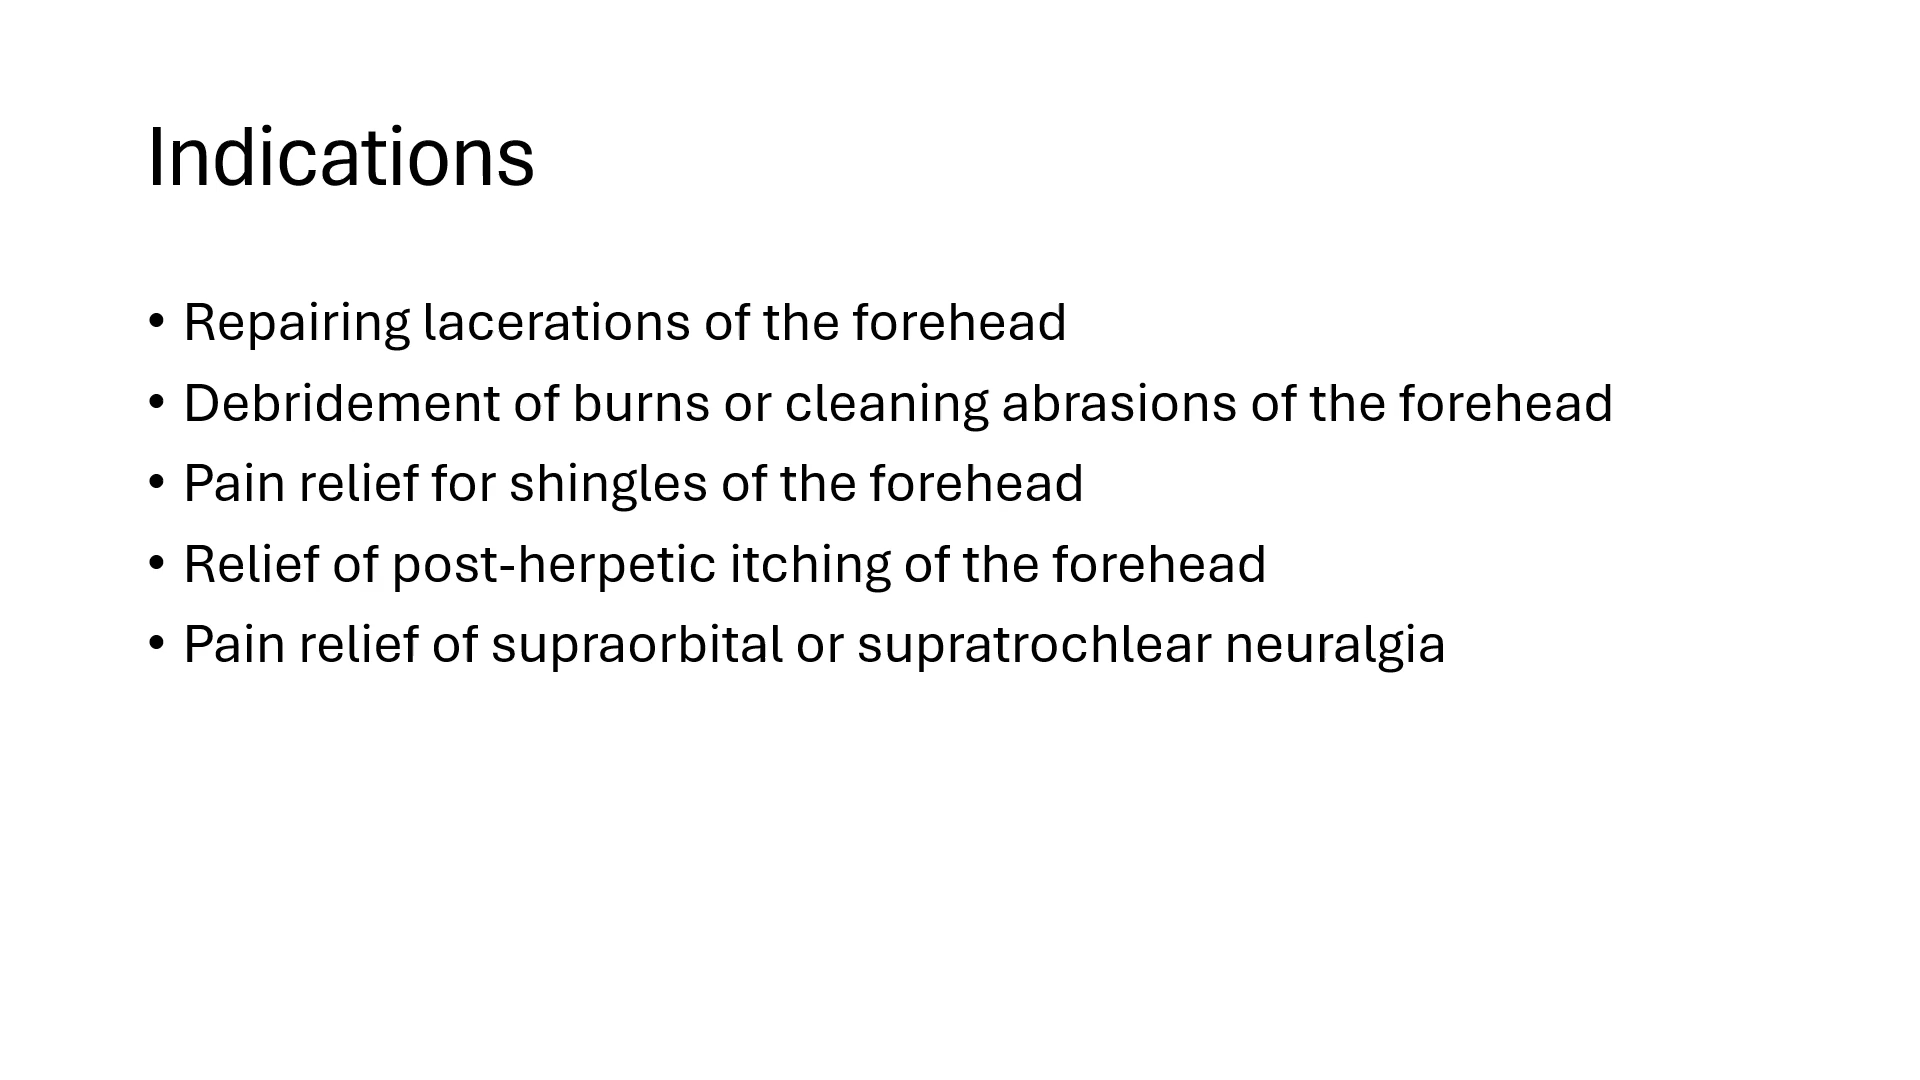 Indications
• Repairing lacerations of the forehead
• Debridement of burns or cleaning abrasions of the forehead
• Pain relief for shingles of the forehead
• Relief of post-herpetic itching of the forehead
• Pain relief of supraorbital or supratrochlear neuralgia